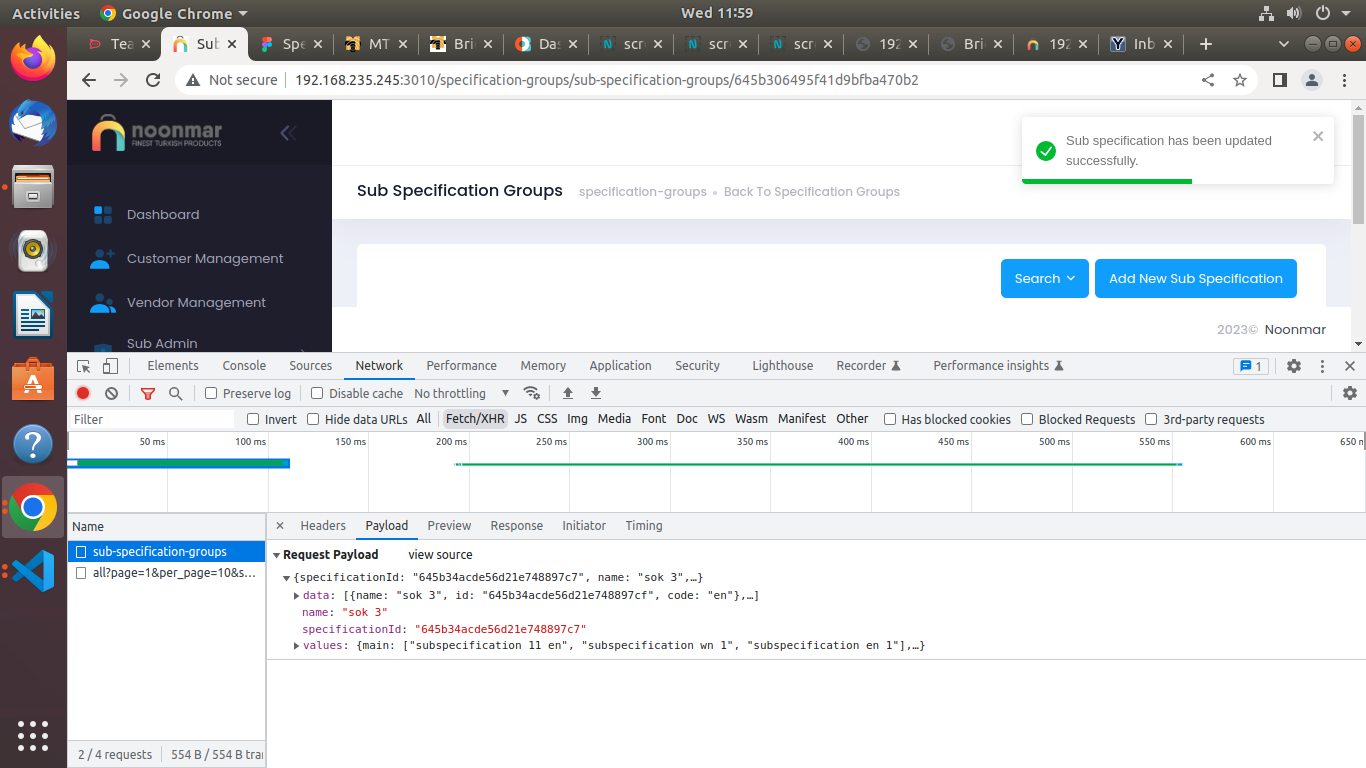 Activities
Google Chrome
Wed 11:59
Tea
Sub
Spe
MT
Bri
Das
scr
scr
scr
192
Bri
192
Inb
Not secure
192.168.235.245:3010/specification-groups/sub-specification-groups/645b306495f41d9bfba470b2
noonmar
FINEST TURKISH PRODUCTS
Sub specification has been updated
successfully.
Sub Specification Groups
specification-groups
Back To Specification Groups
Dashboard
Customer Management
Vendor Management
Sub Admin
Search
Add New Sub Specification
2023© Noonmar
Elements
Console
Sources
Network
Performance
Memory
Application
Security
Lighthouse
Recorder
Performance insights
1
Preserve log
Disable cache
No throttling
Filter
Invert
Hide data URLs
All
Fetch/XHR
JS
CSS
Img
Media
Font
Doc
WS
Wasm
Manifest
Other
Has blocked cookies
Blocked Requests
3rd-party requests
50 ms
100 ms
150 ms
200 ms
250 ms
300 ms
350 ms
400 ms
450 ms
500 ms
550 ms
600 ms
650 m
Name
Headers
Payload
Preview
Response
Initiator
Timing
sub-specification-groups
all?page=1&per_page=10&s…
Request Payload
view source
{specificationId: "645b34acde56d21e748897c7", name: "sok 3",…}
data: [{name: "sok 3", id: "645b34acde56d21e748897cf", code: "en"},…]
name: "sok 3"
specificationId: "645b34acde56d21e748897c7"
values: {main: ["subspecification 11 en", "subspecification wn 1", "subspecification en 1"],…}
2 / 4 requests
554 B / 554 B tra